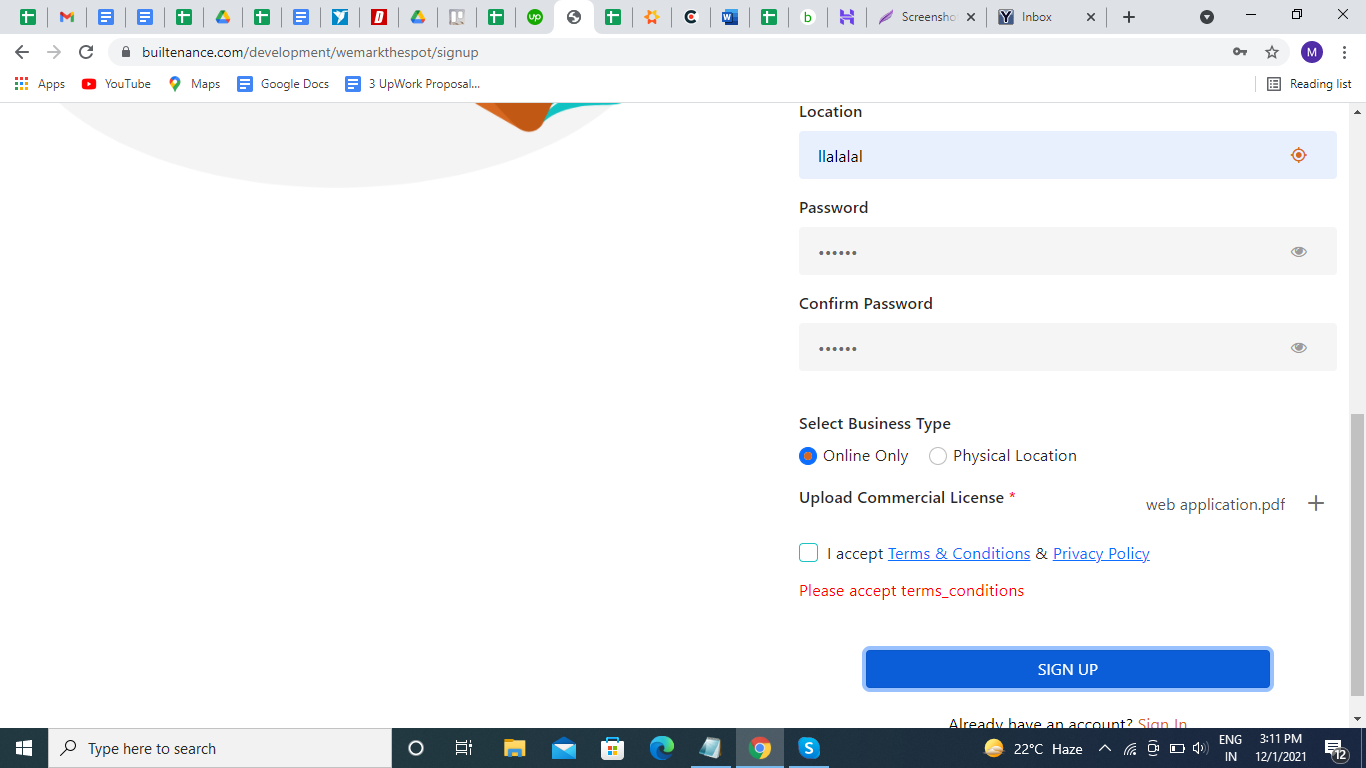 Screensho
Inbox
builtenance.com/development/wemarkthespot/signup
M
Apps
YouTube
Maps
Google Docs
3 UpWork Proposal...
Reading list
Location
llalalal
Password
••••••
Confirm Password
••••••
Select Business Type
Online Only
Physical Location
Upload Commercial License *
web application.pdf
I accept Terms & Conditions & Privacy Policy
Please accept terms_conditions
SIGN UP
Already have an account? Sign In
Type here to search
22°C Haze
ENG
IN
3:11 PM
12/1/2021
12